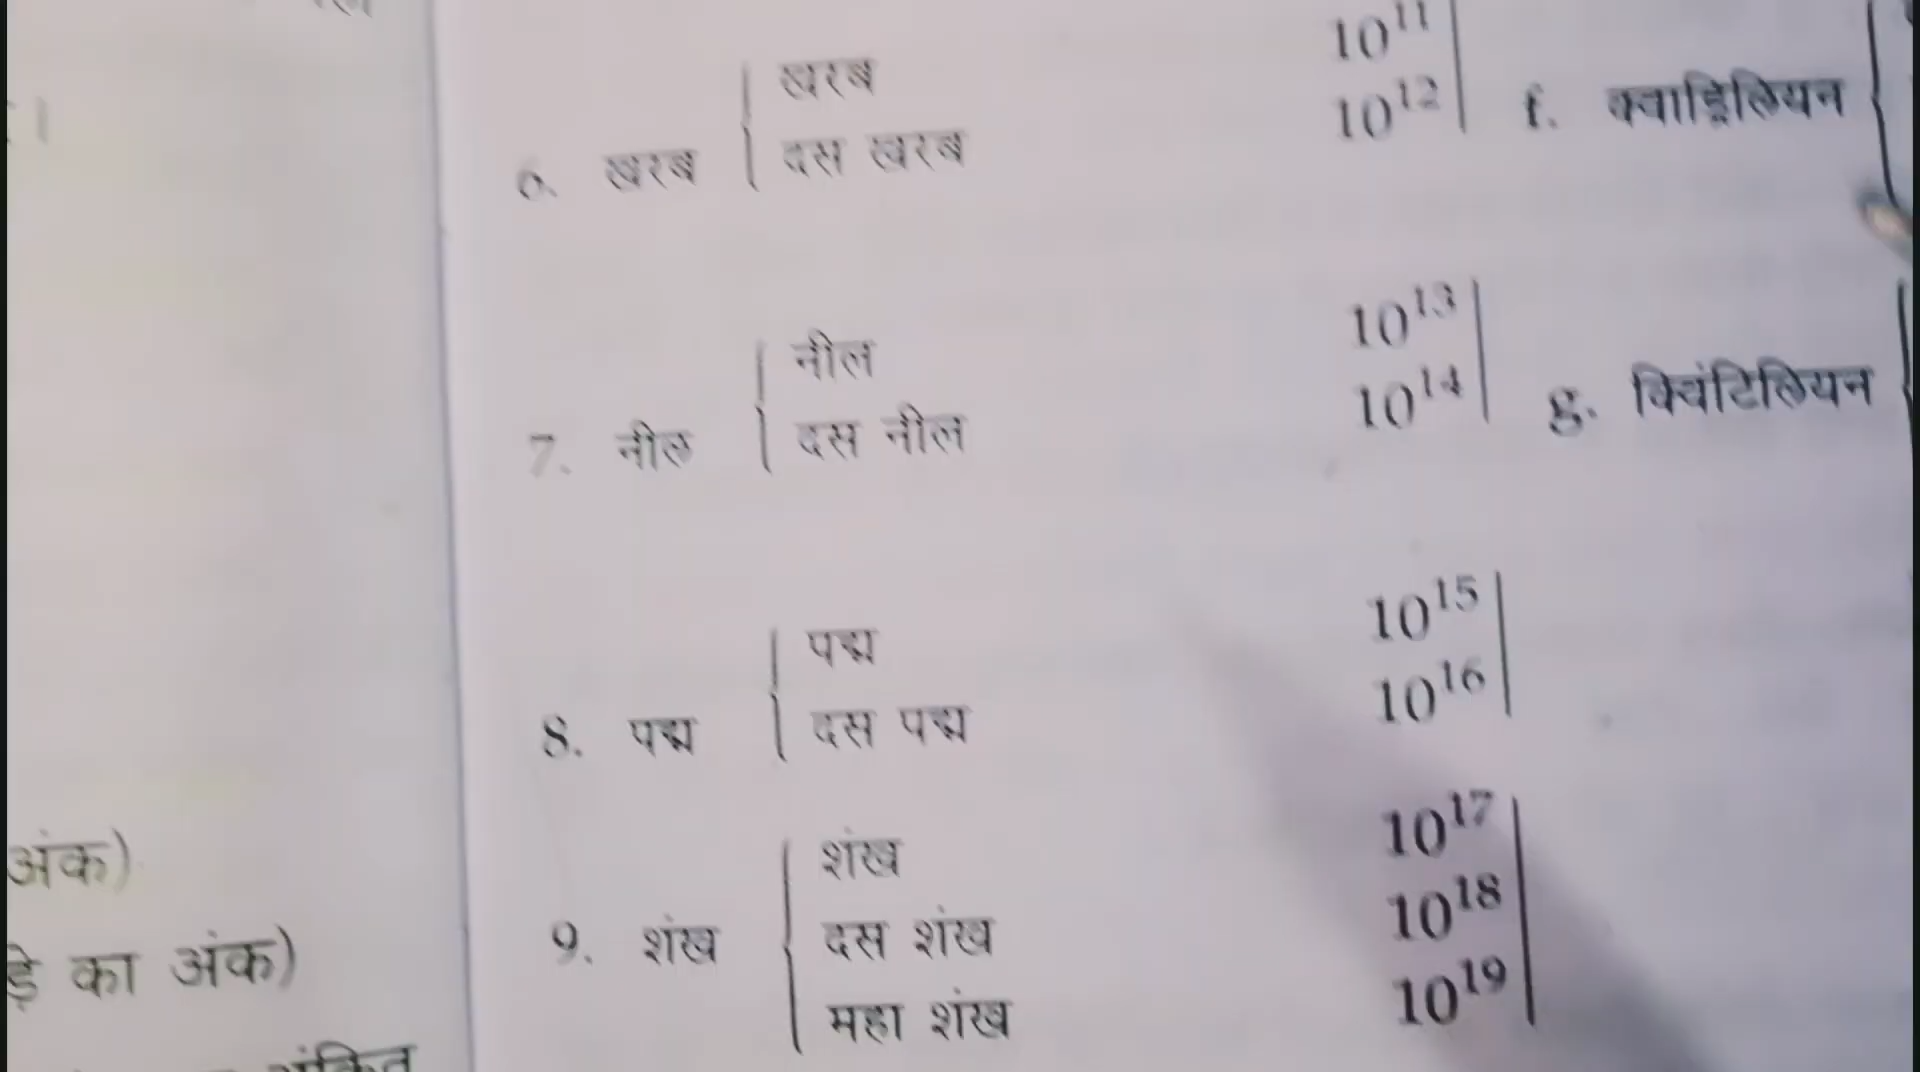 खरब 10¹¹
6. खरब दस खरब 10¹² f. क्वाड्रिलियन
नील 10¹³
7. नील दस नील 10¹⁴ g. क्विंटिलियन
पद्म 10¹⁵
8. पद्म दस पद्म 10¹⁶
शंख 10¹⁷
9. शंख दस शंख 10¹⁸
महा शंख 10¹⁹
अंक)
ड़े का अंक)
अंकित